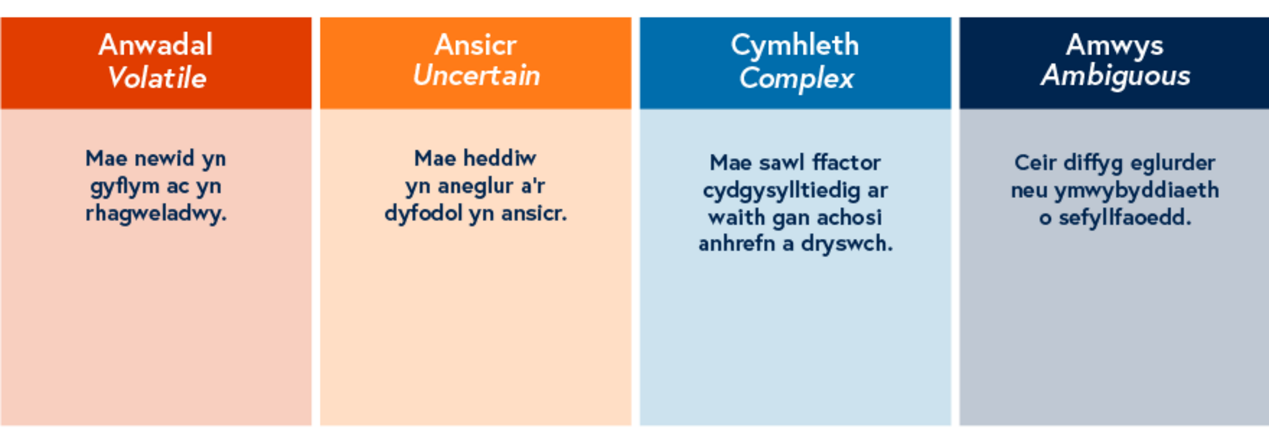 Anwadal
Volatile
Mae newid yn
gyflym ac yn
rhagweladwy.
Ansicr
Uncertain
Mae heddiw
yn aneglur a'r
dyfodol yn ansicr.
Cymhleth
Complex
Mae sawl ffactor
cydgysylltiedig ar
waith gan achosi
anhrefn a dryswch.
Amwys
Ambiguous
Ceir diffyg eglurder
neu ymwybyddiaeth
o sefyllfaoedd.